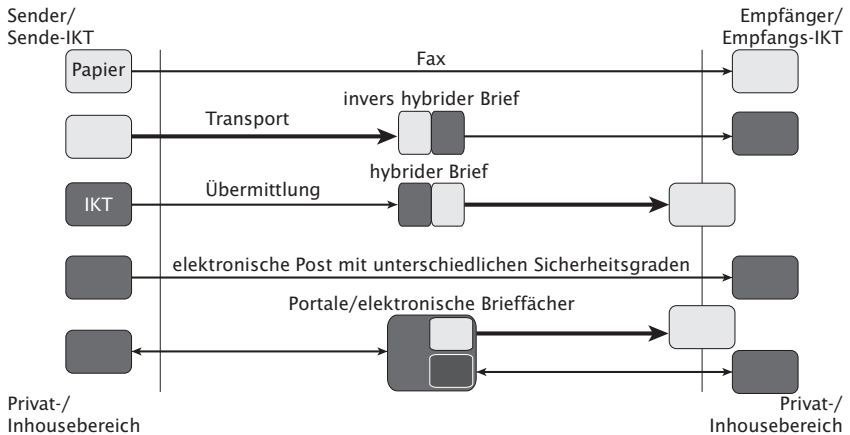 Sender/
Sende-IKT
Empfänger/
Empfangs-IKT
Papier
Fax
invers hybrider Brief
Transport
hybrider Brief
IKT
Übermittlung
elektronische Post mit unterschiedlichen Sicherheitsgraden
Portale/elektronische Brieffächer
Privat-/
Inhousebereich
Privat-/
Inhousebereich